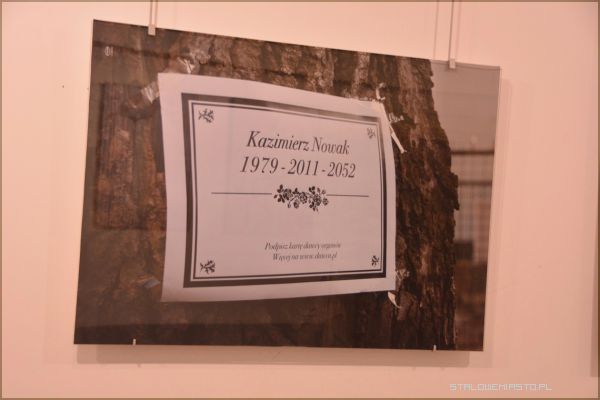 Kazimierz Nowak
1979 - 2011 - 2052
Podpisz kartę dawcy organów
Więcej na www.dawca.pl
STALOWEMIASTO.PL